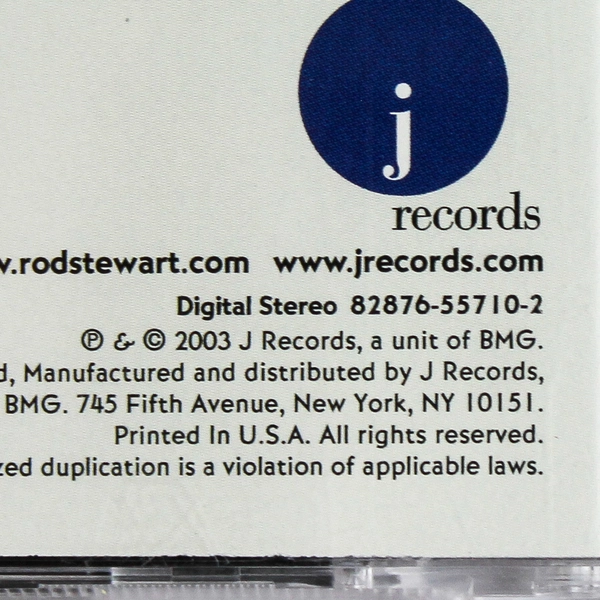 j
records
.rodstewart.com www.jrecords.com
Digital Stereo 82876-55710-2
℗ & © 2003 J Records, a unit of BMG.
Manufactured and distributed by J Records,
BMG. 745 Fifth Avenue, New York, NY 10151.
Printed In U.S.A. All rights reserved.
duplication is a violation of applicable laws.